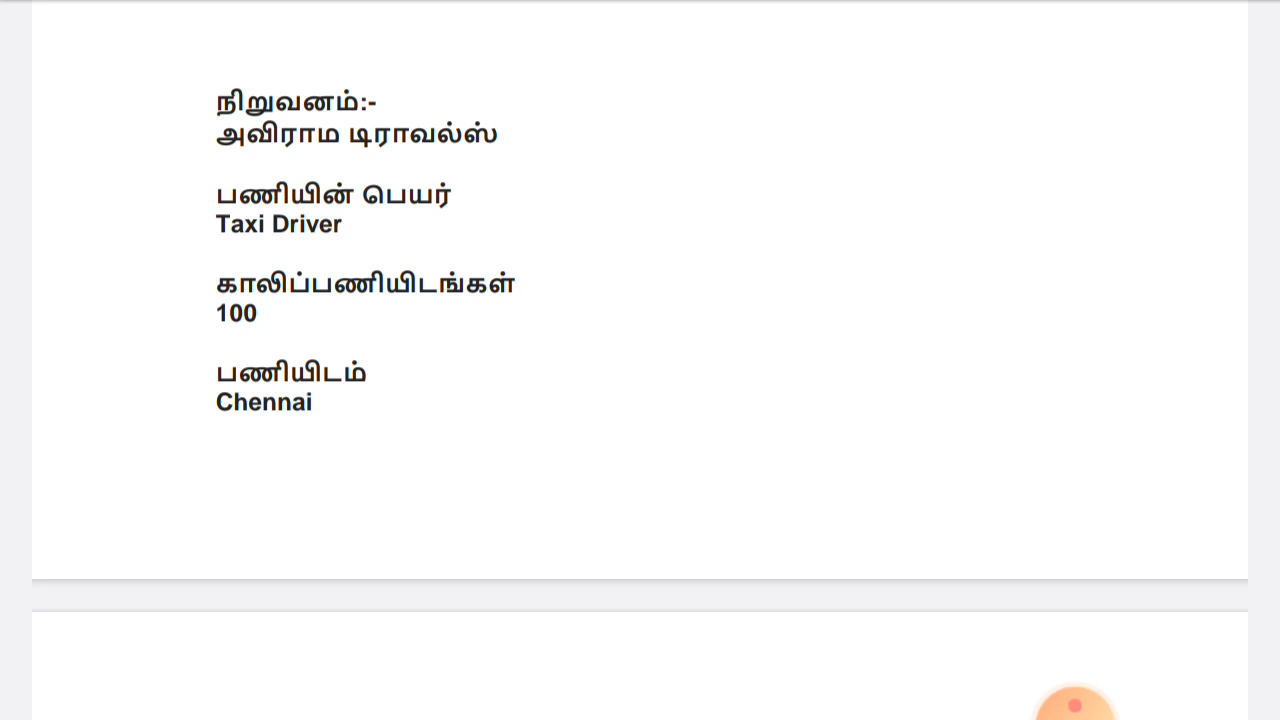 நிறுவனம்:-
அவிராம டிராவல்ஸ்
பணியின் பெயர்
Taxi Driver
காலிப்பணியிடங்கள்
100
பணியிடம்
Chennai